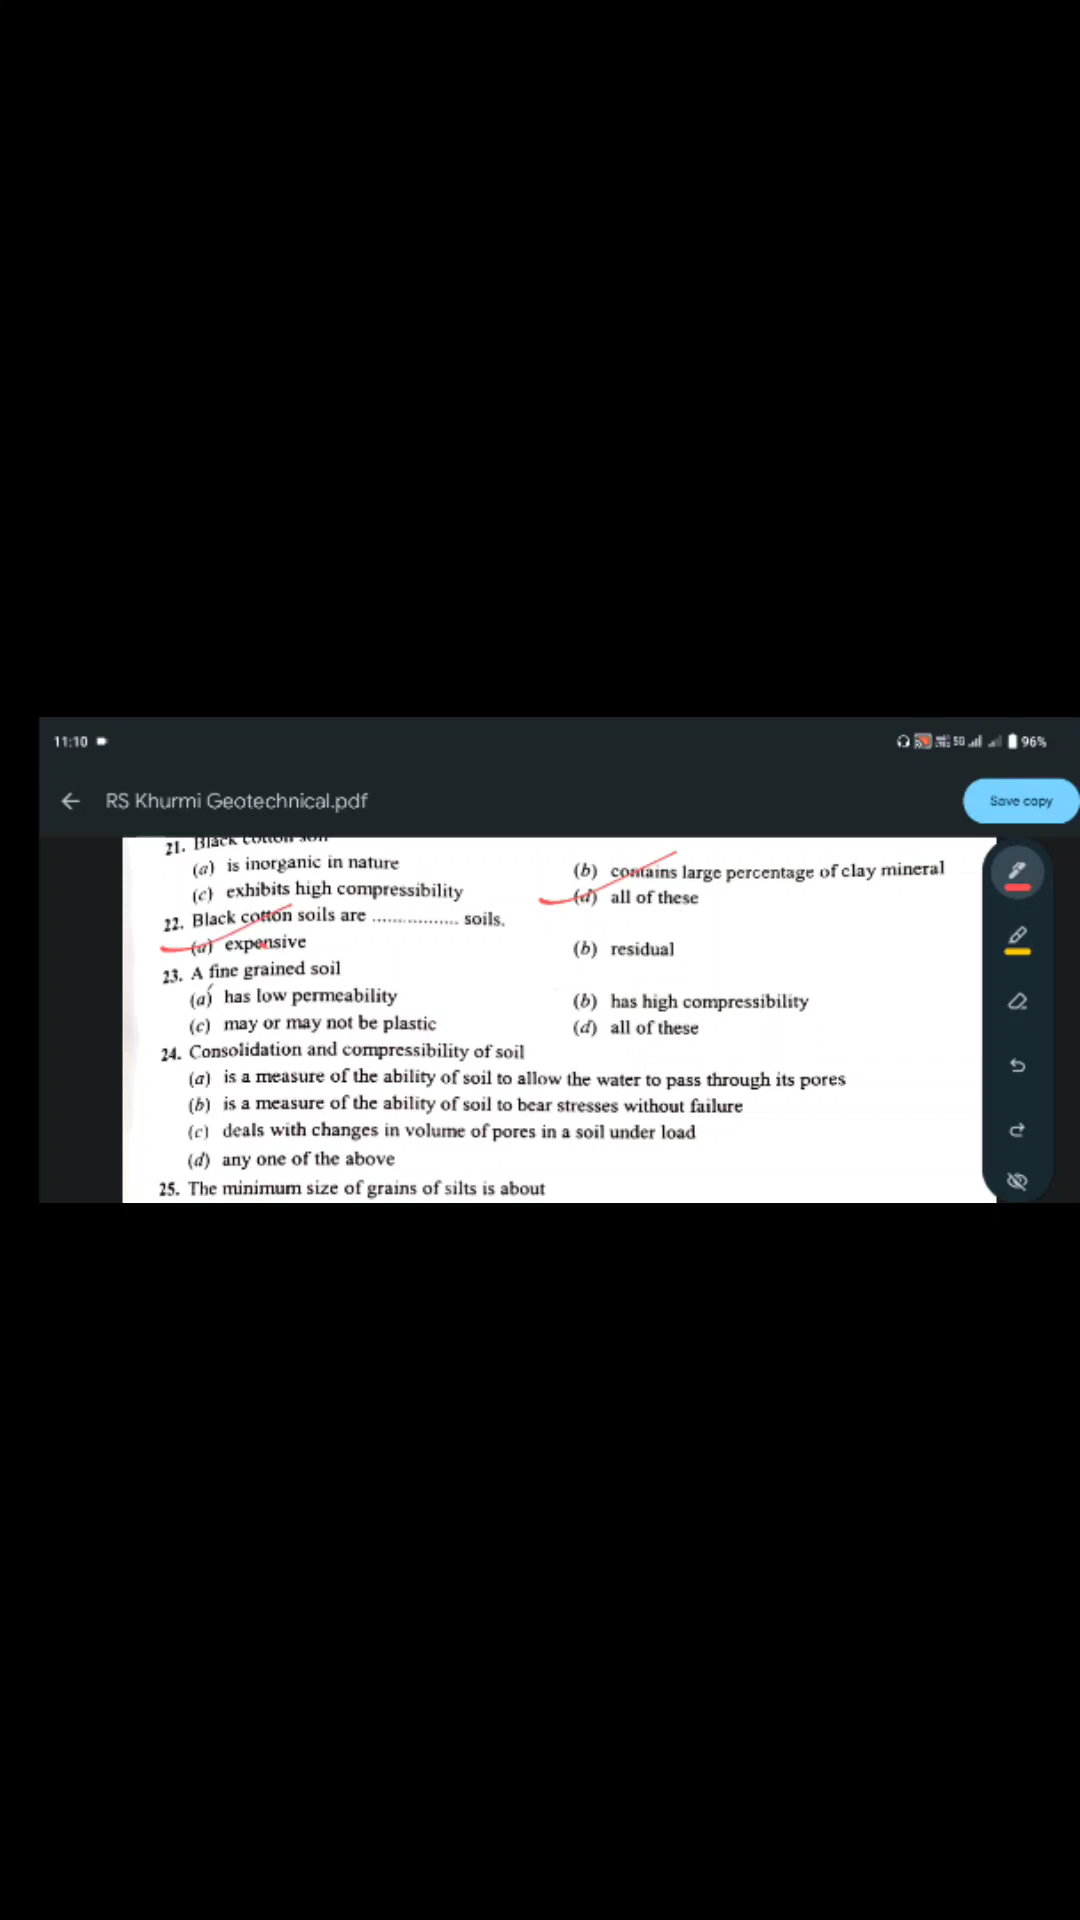 11:10
5G 96%
RS Khurmi Geotechnical.pdf
Save copy
21. Black cotton soil
(a) is inorganic in nature (b) contains large percentage of clay mineral
(c) exhibits high compressibility (d) all of these
22. Black cotton soils are ................. soils.
(a) expensive (b) residual
23. A fine grained soil
(a) has low permeability (b) has high compressibility
(c) may or may not be plastic (d) all of these
24. Consolidation and compressibility of soil
(a) is a measure of the ability of soil to allow the water to pass through its pores
(b) is a measure of the ability of soil to bear stresses without failure
(c) deals with changes in volume of pores in a soil under load
(d) any one of the above
25. The minimum size of grains of silts is about